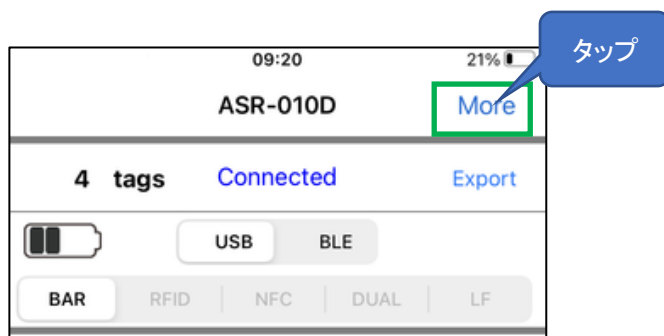 タップ
09:20 21%
ASR-010D More
4 tags Connected Export
USB BLE
BAR RFID NFC DUAL LF